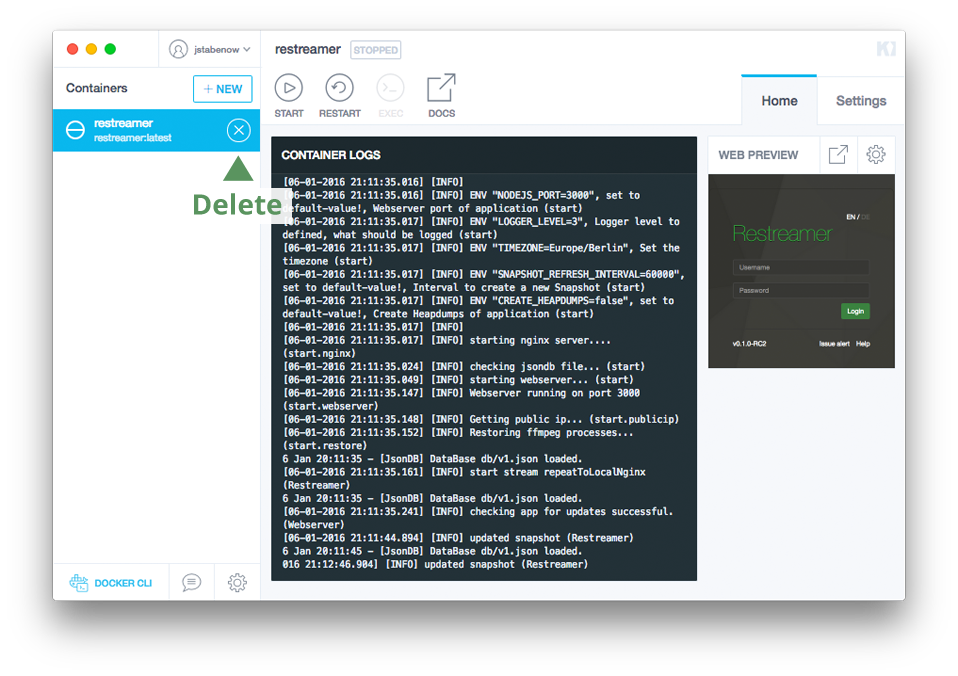 jstabenow
restreamer STOPPED
Containers
+ NEW
START RESTART EXEC DOCS
Home Settings
restreamer
restreamer:latest
Delete
CONTAINER LOGS
[06-01-2016 21:11:35.016] [INFO]
[06-01-2016 21:11:35.016] [INFO] ENV "NODEJS_PORT=3000", set to
default-value!, Webserver port of application (start)
[06-01-2016 21:11:35.017] [INFO] ENV "LOGGER_LEVEL=3", Logger level to
defined, what should be logged (start)
[06-01-2016 21:11:35.017] [INFO] ENV "TIMEZONE=Europe/Berlin", Set the
timezone (start)
[06-01-2016 21:11:35.017] [INFO] ENV "SNAPSHOT_REFRESH_INTERVAL=60000",
set to default-value!, Interval to create a new Snapshot (start)
[06-01-2016 21:11:35.017] [INFO] ENV "CREATE_HEAPDUMPS=false", set to
default-value!, Create Heapdumps of application (start)
[06-01-2016 21:11:35.017] [INFO]
[06-01-2016 21:11:35.017] [INFO] starting nginx server....
(start.nginx)
[06-01-2016 21:11:35.024] [INFO] checking jsondb file... (start)
[06-01-2016 21:11:35.049] [INFO] starting webserver... (start)
[06-01-2016 21:11:35.147] [INFO] Webserver running on port 3000
(start.webserver)
[06-01-2016 21:11:35.148] [INFO] Getting public ip... (start.publicip)
[06-01-2016 21:11:35.152] [INFO] Restoring ffmpeg processes...
(start.restore)
6 Jan 20:11:35 - [JsonDB] DataBase db/v1.json loaded.
[06-01-2016 21:11:35.161] [INFO] start stream repeatToLocalNginx
(Restreamer)
6 Jan 20:11:35 - [JsonDB] DataBase db/v1.json loaded.
[06-01-2016 21:11:35.241] [INFO] checking app for updates successful.
(Webserver)
[06-01-2016 21:11:44.894] [INFO] updated snapshot (Restreamer)
6 Jan 20:11:45 - [JsonDB] DataBase db/v1.json loaded.
016 21:12:46.904] [INFO] updated snapshot (Restreamer)
WEB PREVIEW
EN / DE
Restreamer
Username
Password
Login
v0.1.0-RC2 Issue alert Help
DOCKER CLI